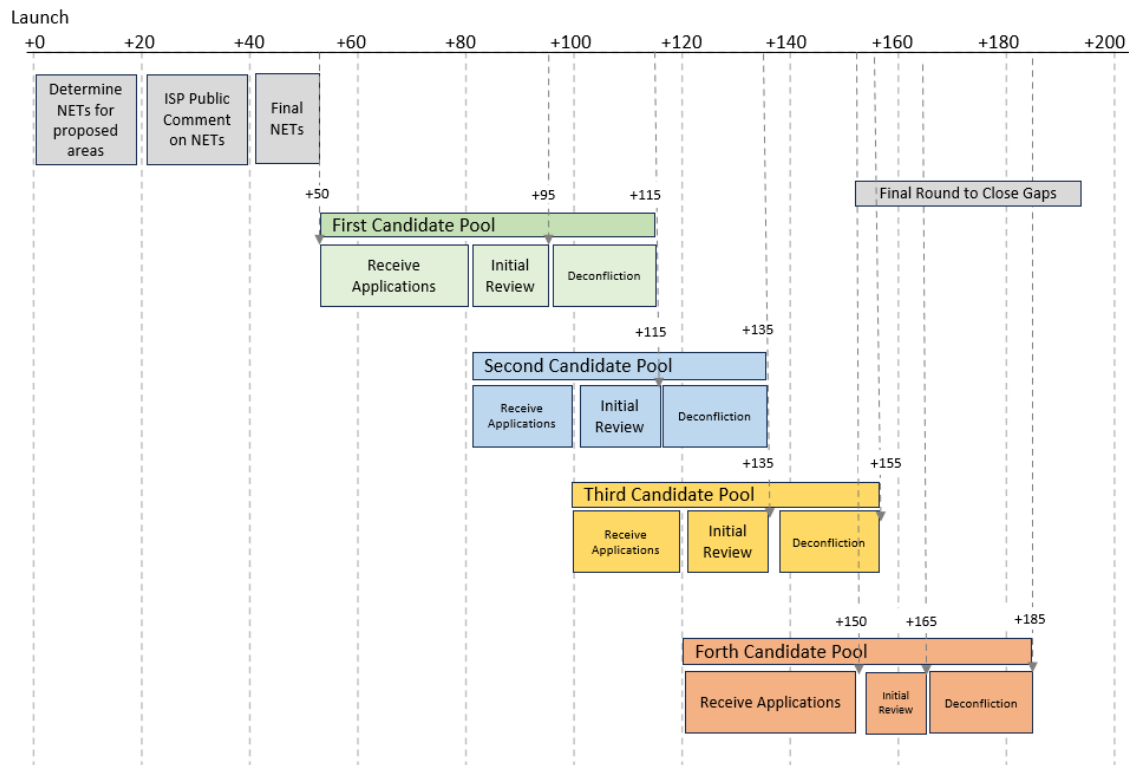 Launch
+0 +20 +40 +60 +80 +100 +120 +140 +160 +180 +200
Determine
NETs for
proposed
areas
ISP Public
Comment
on NETs
Final
NETs
Final Round to Close Gaps
+50 +95 +115
First Candidate Pool
Receive
Applications
Initial
Review
Deconfliction
+115 +135
Second Candidate Pool
Receive
Applications
Initial
Review
Deconfliction
+135 +155
Third Candidate Pool
Receive
Applications
Initial
Review
Deconfliction
+150 +165 +185
Forth Candidate Pool
Receive Applications
Initial
Review
Deconfliction